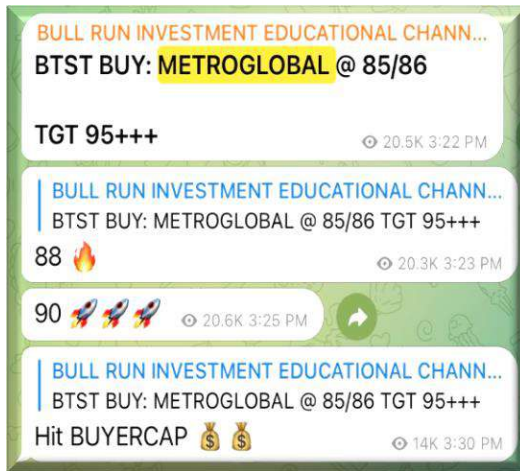 BULL RUN INVESTMENT EDUCATIONAL CHANN...
BTST BUY: METROGLOBAL @ 85/86
TGT 95+++
20.5K 3:22 PM
BULL RUN INVESTMENT EDUCATIONAL CHANN...
BTST BUY: METROGLOBAL @ 85/86 TGT 95+++
88 🔥
20.3K 3:23 PM
90 🚀🚀🚀 20.6K 3:25 PM
BULL RUN INVESTMENT EDUCATIONAL CHANN...
BTST BUY: METROGLOBAL @ 85/86 TGT 95+++
Hit BUYERCAP 💰 💰
14K 3:30 PM